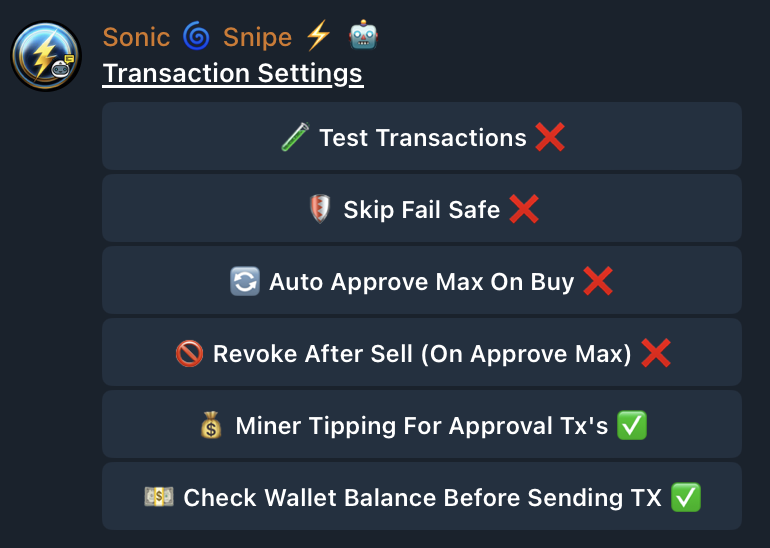 Sonic 🌀 Snipe ⚡ 🤖
Transaction Settings
🧪 Test Transactions ❌
🛡️ Skip Fail Safe ❌
🔄 Auto Approve Max On Buy ❌
🚫 Revoke After Sell (On Approve Max) ❌
💰 Miner Tipping For Approval Tx's ✅
💵 Check Wallet Balance Before Sending TX ✅